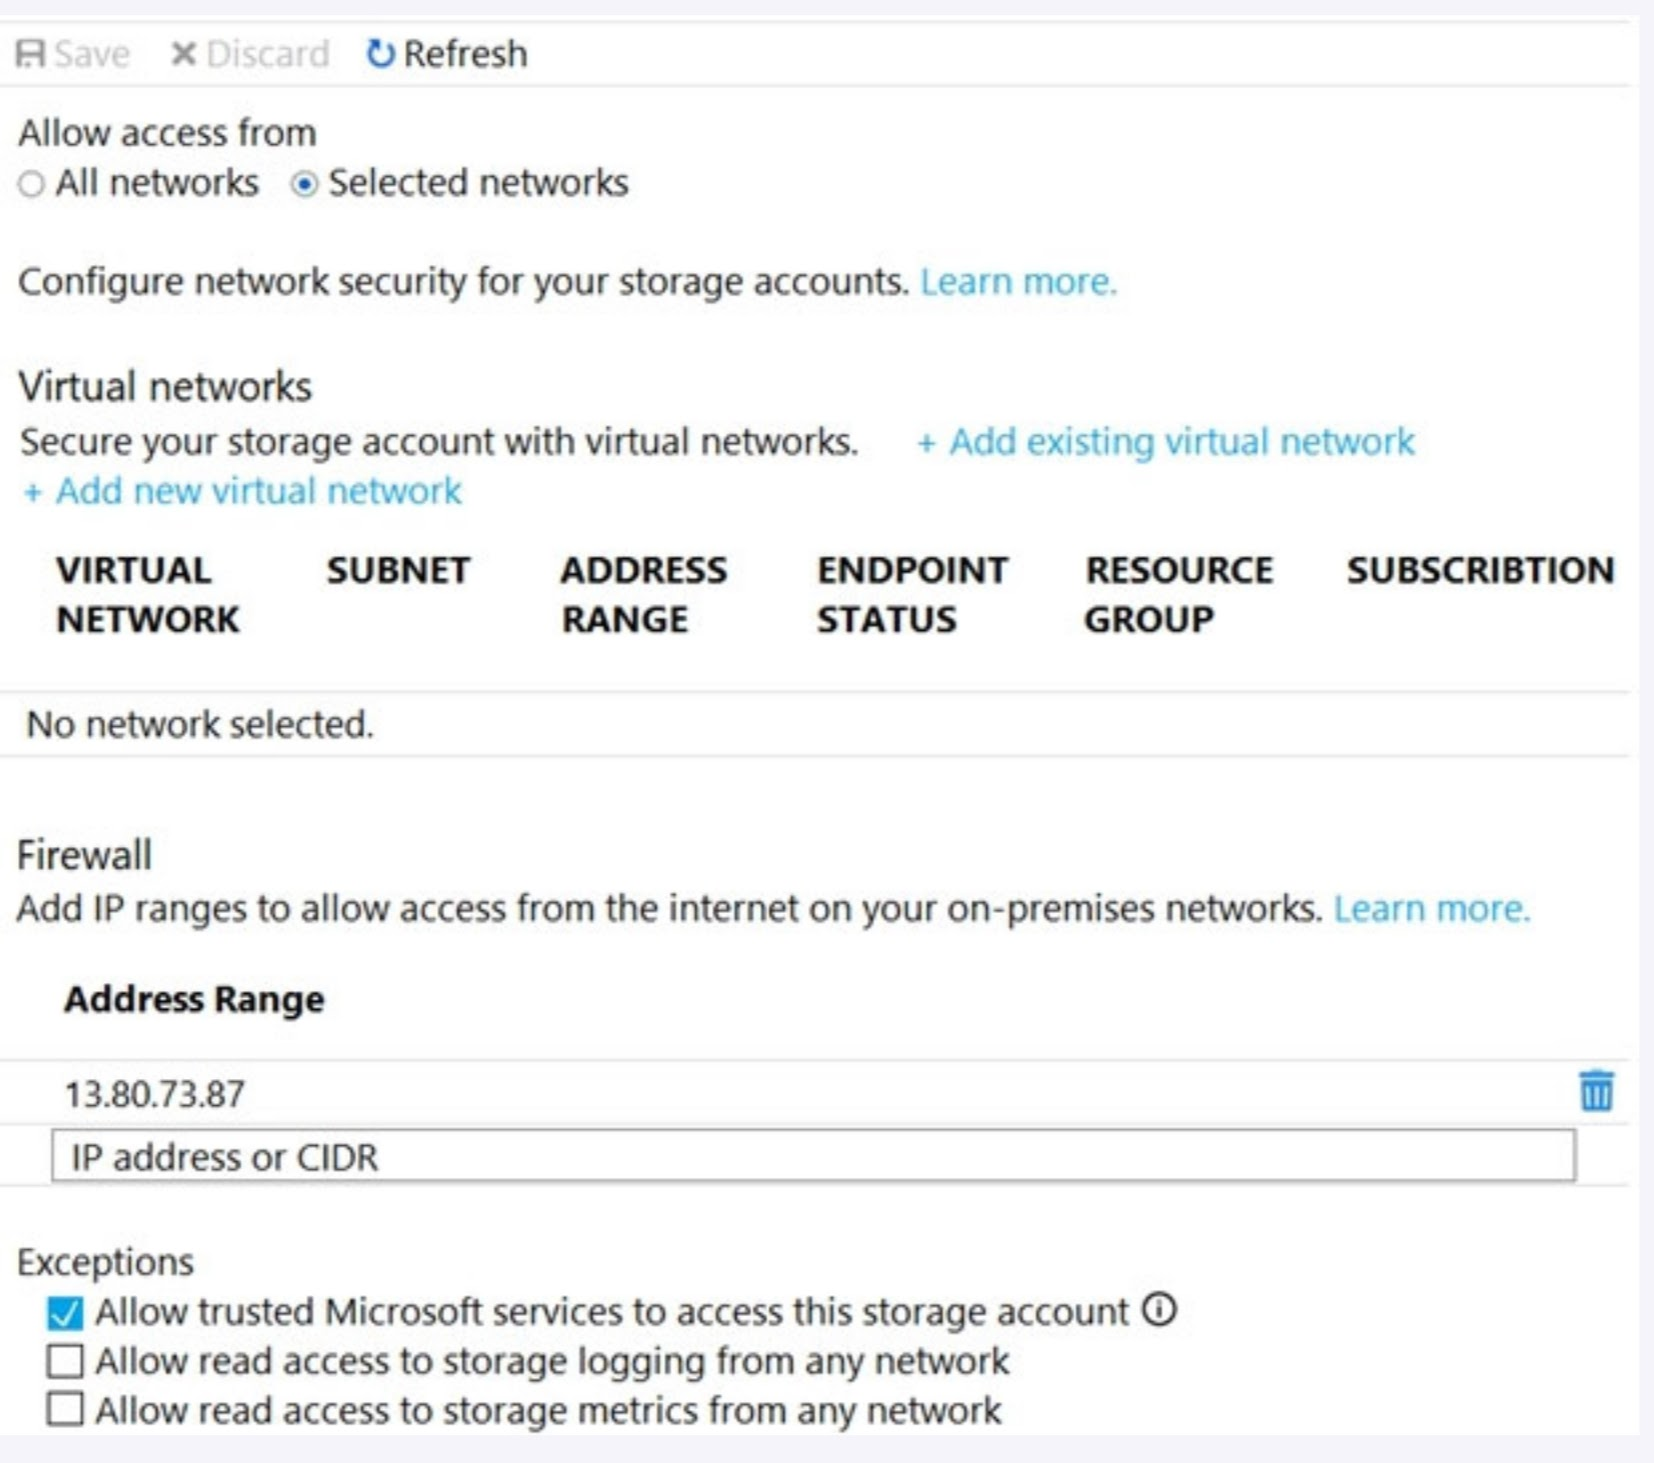 Save Discard Refresh
Allow access from
All networks Selected networks
Configure network security for your storage accounts. Learn more.
Virtual networks
Secure your storage account with virtual networks. + Add existing virtual network
+ Add new virtual network
VIRTUAL SUBNET ADDRESS ENDPOINT RESOURCE SUBSCRIBTION
NETWORK RANGE STATUS GROUP
No network selected.
Firewall
Add IP ranges to allow access from the internet on your on-premises networks. Learn more.
Address Range
13.80.73.87
IP address or CIDR
Exceptions
Allow trusted Microsoft services to access this storage account
Allow read access to storage logging from any network
Allow read access to storage metrics from any network